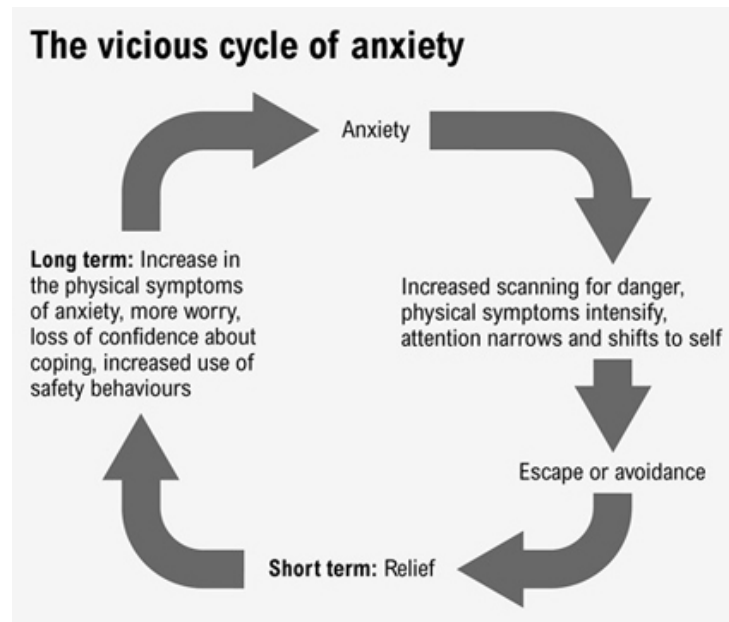 The vicious cycle of anxiety
Anxiety
Increased scanning for danger,
physical symptoms intensify,
attention narrows and shifts to self
Escape or avoidance
Short term: Relief
Long term: Increase in
the physical symptoms
of anxiety, more worry,
loss of confidence about
coping, increased use of
safety behaviours